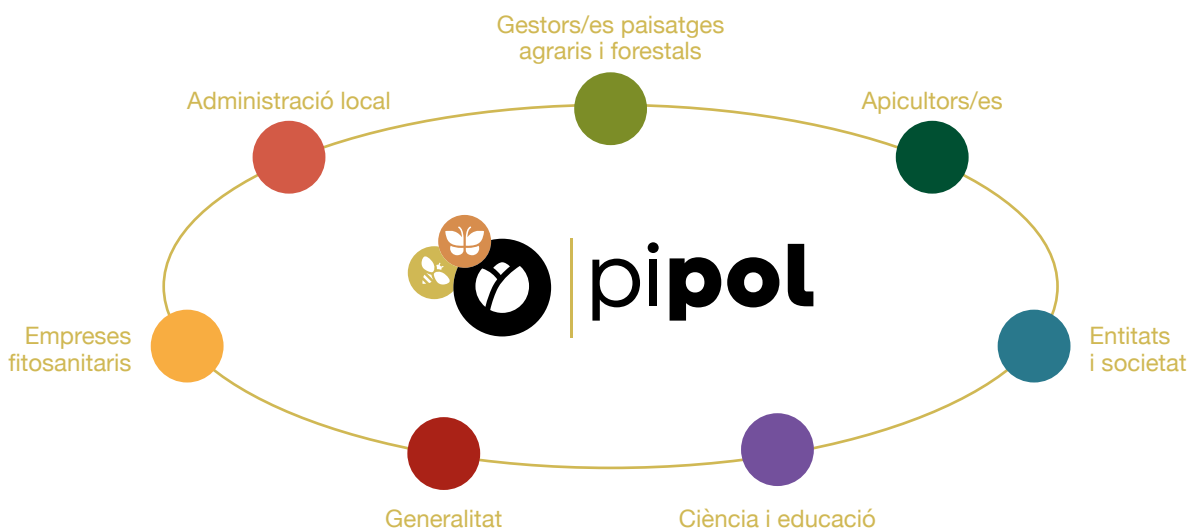 Gestors/es paisatges
agraris i forestals
Administració local
Apicultors/es
pipol
Empreses
fitosanitaris
Entitats
i societat
Generalitat
Ciència i educació